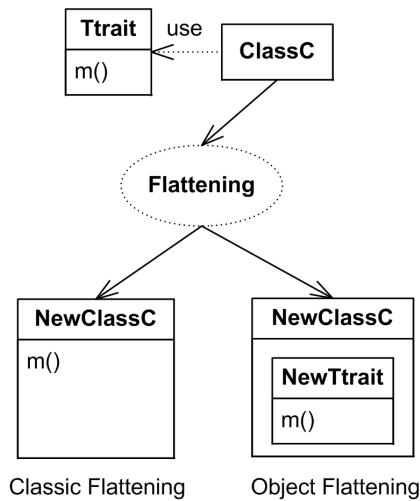 Ttrait
use
ClassC
m()
Flattening
NewClassC
m()
NewClassC
NewTtrait
m()
Classic Flattening
Object Flattening